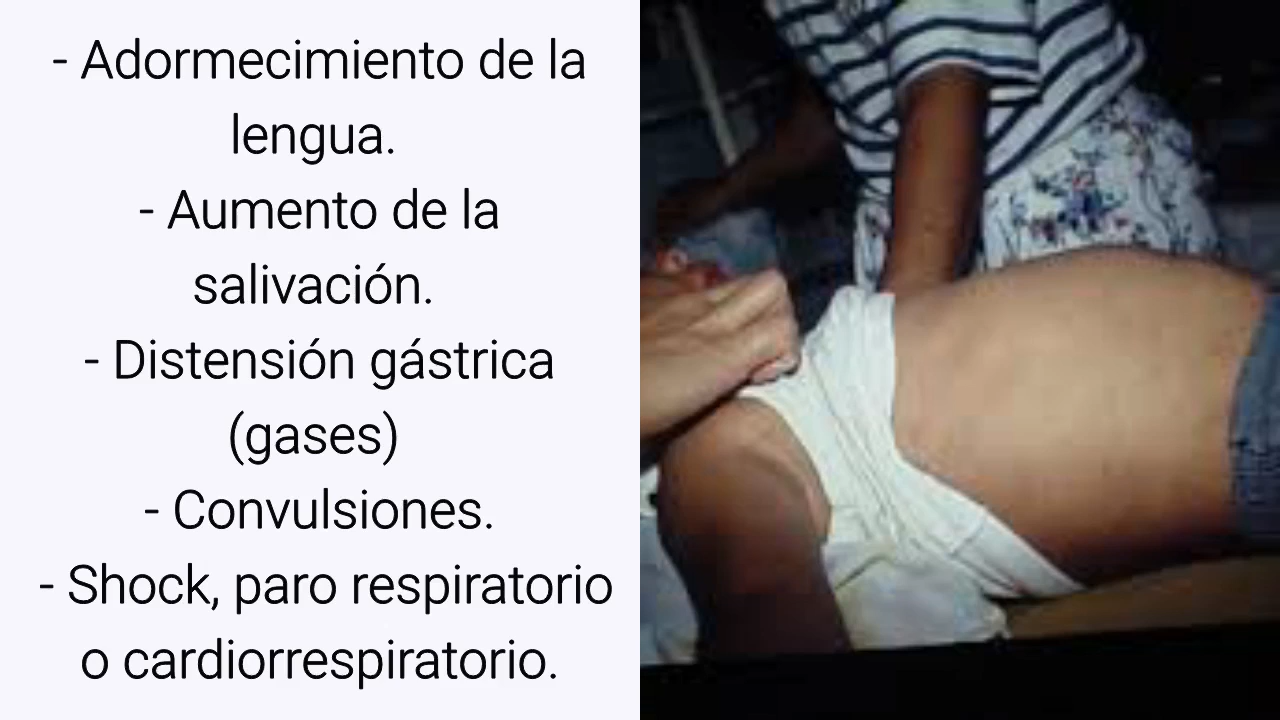 - Adormecimiento de la
lengua.
- Aumento de la
salivación.
- Distensión gástrica
(gases)
- Convulsiones.
- Shock, paro respiratorio
o cardiorrespiratorio.